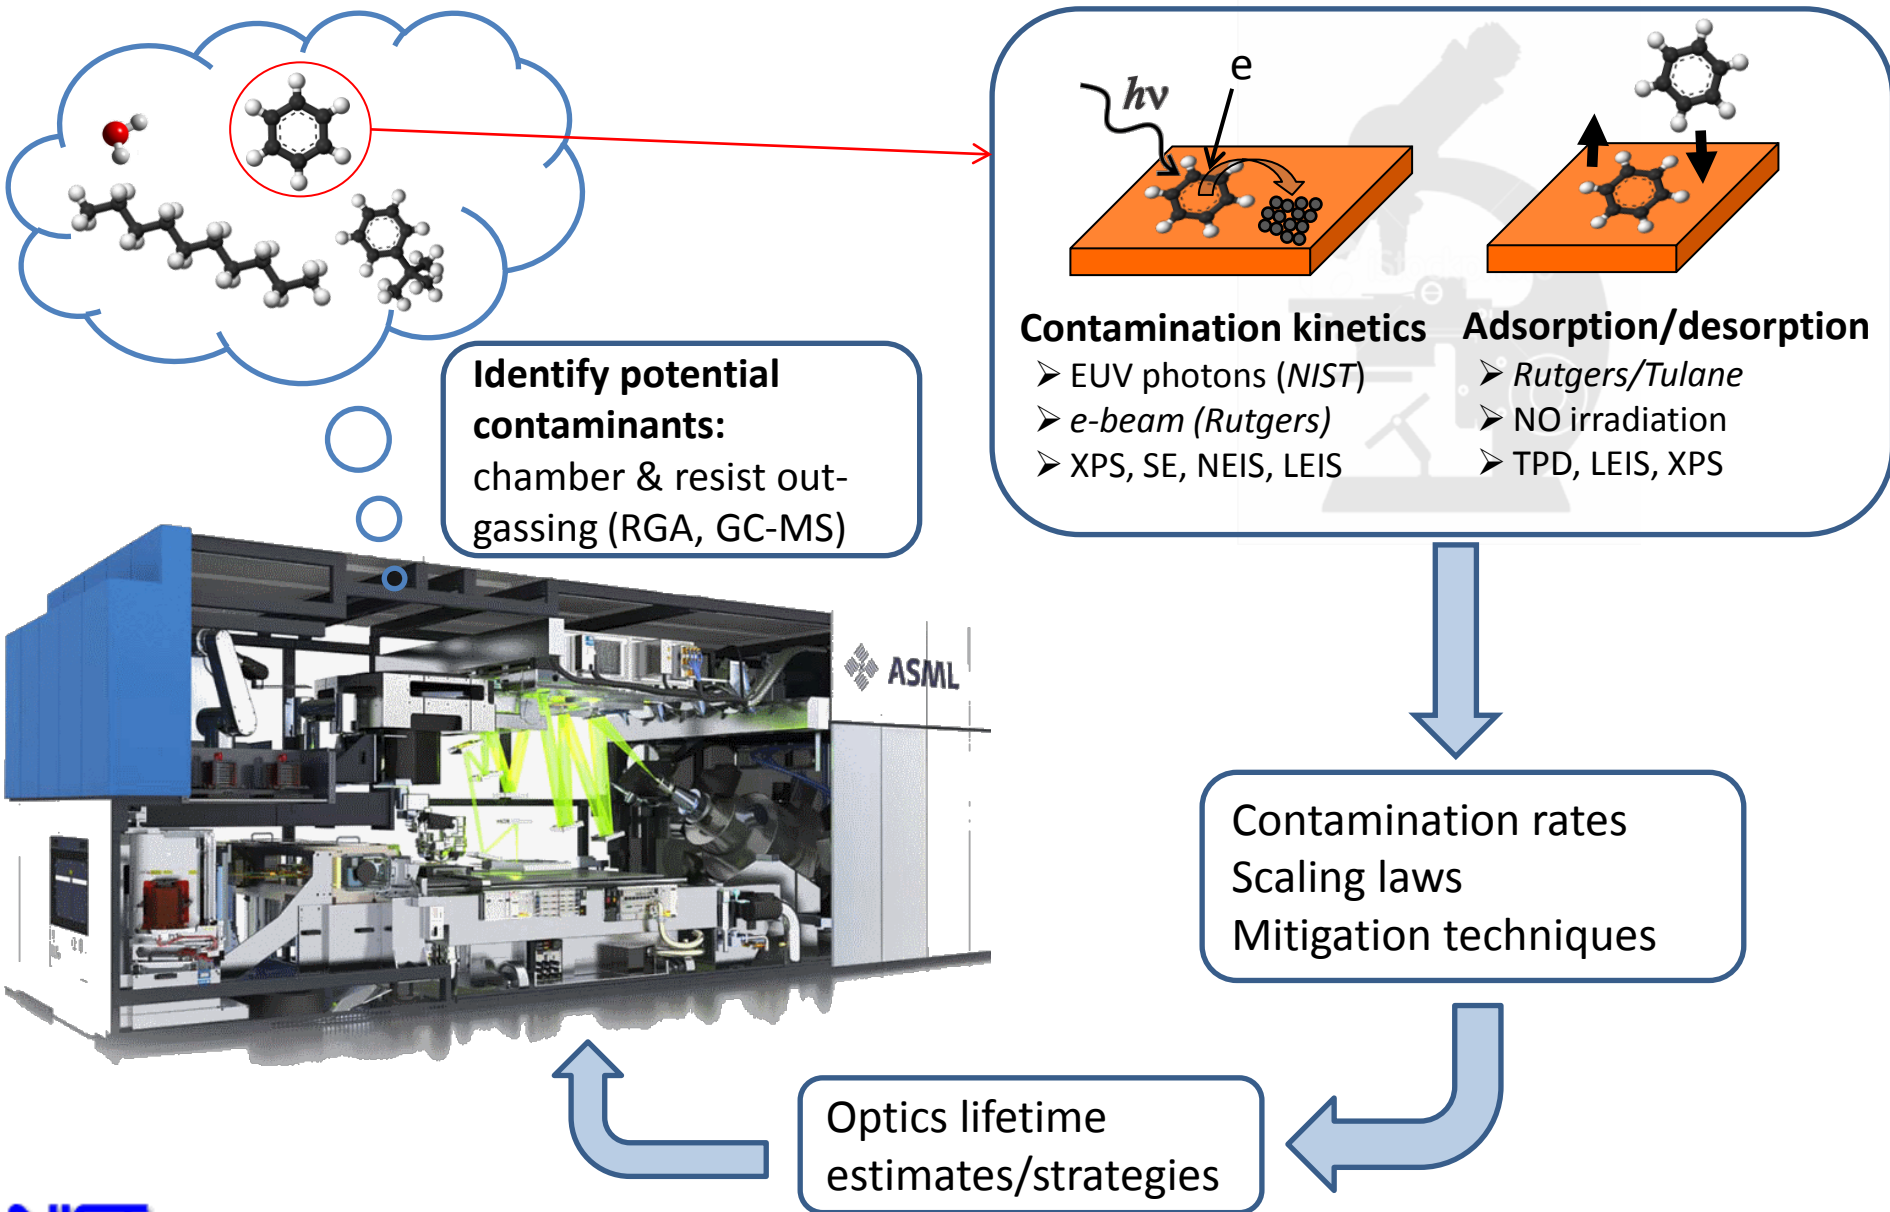 hν
e
Contamination kinetics
➢ EUV photons (NIST)
➢ e-beam (Rutgers)
➢ XPS, SE, NEIS, LEIS
Adsorption/desorption
➢ Rutgers/Tulane
➢ NO irradiation
➢ TPD, LEIS, XPS
Identify potential
contaminants:
chamber & resist out-
gassing (RGA, GC-MS)
ASML
Contamination rates
Scaling laws
Mitigation techniques
Optics lifetime
estimates/strategies